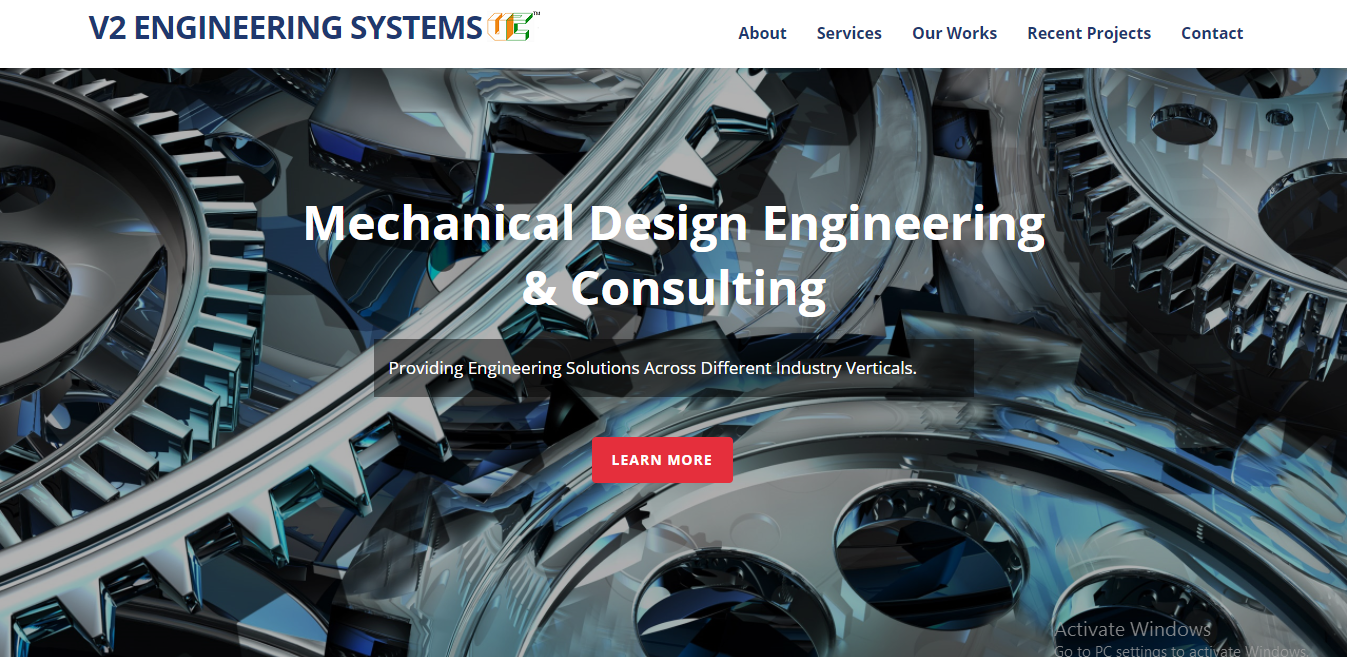 V2 ENGINEERING SYSTEMS
TM
About
Services
Our Works
Recent Projects
Contact
Mechanical Design Engineering
& Consulting
Providing Engineering Solutions Across Different Industry Verticals.
LEARN MORE
Activate Windows
Go to PC settings to activate Windows.